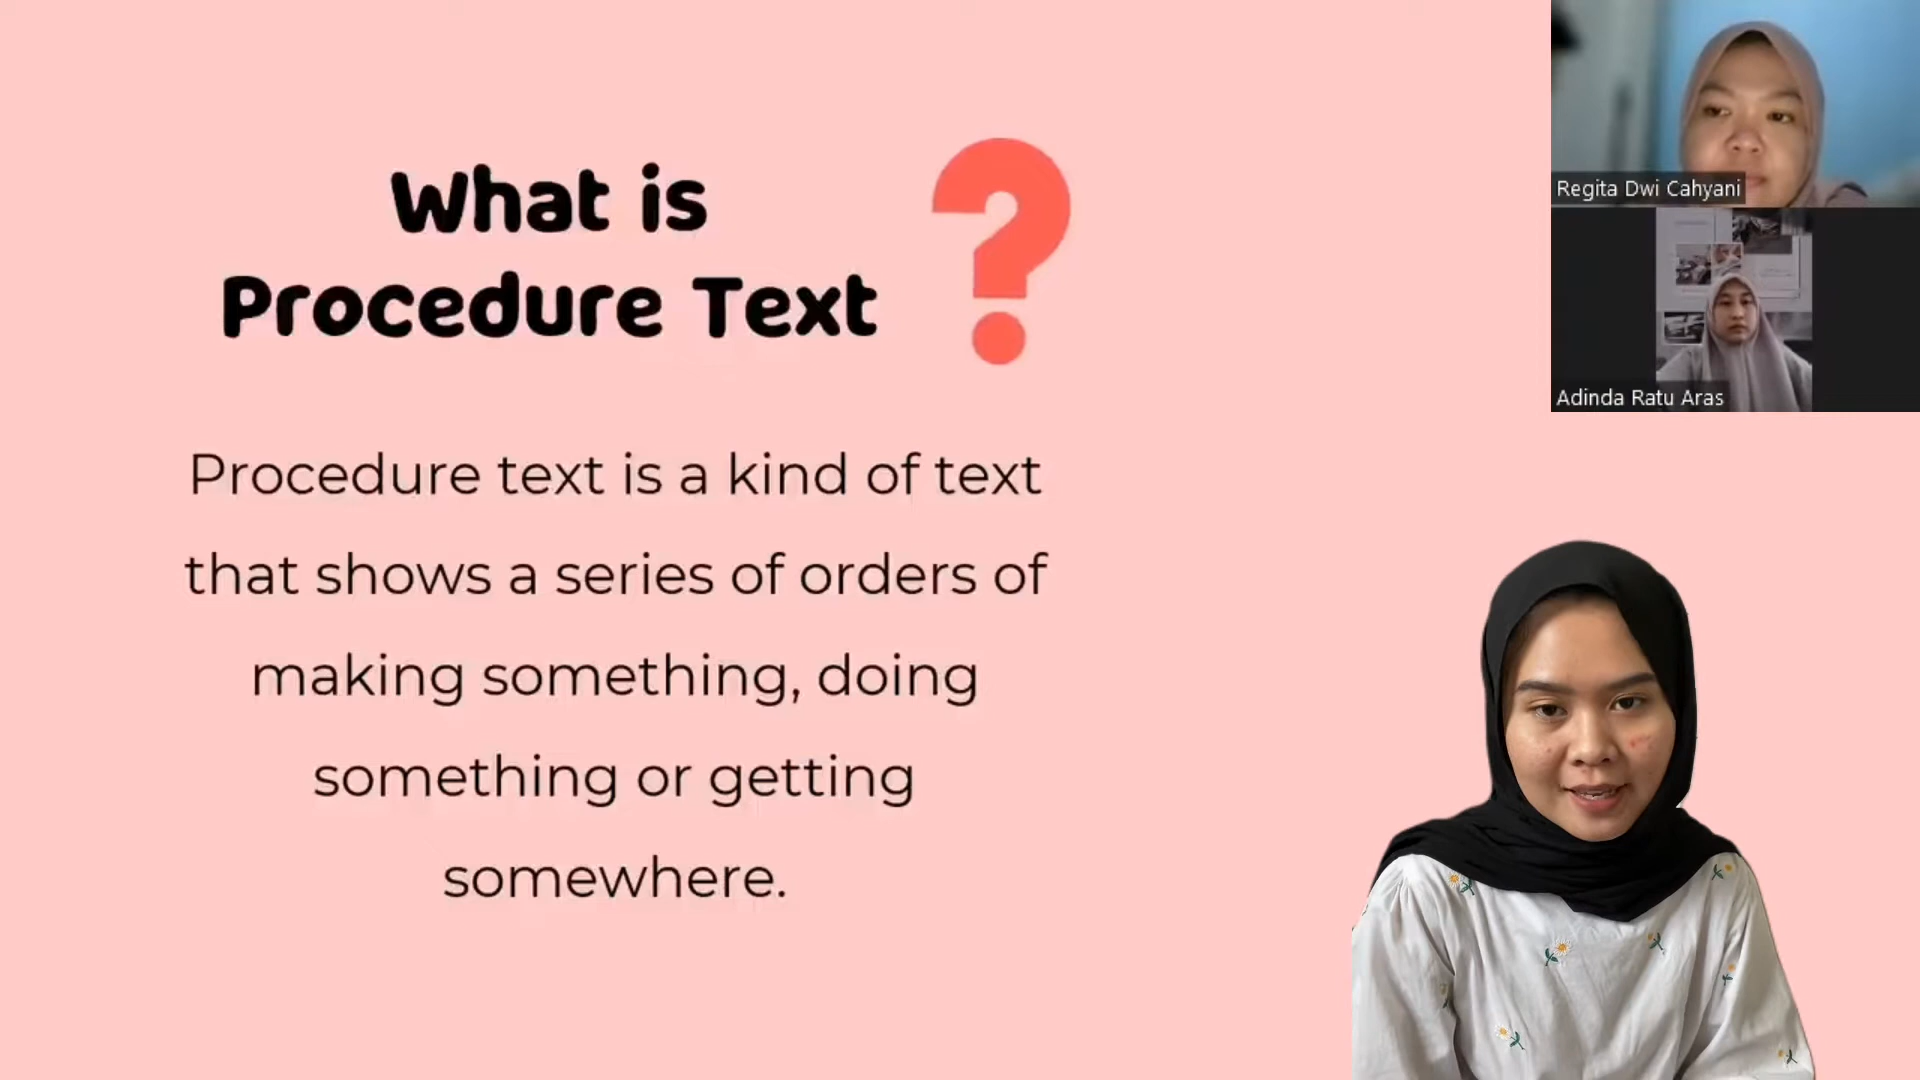 What is
Procedure Text
?
Procedure text is a kind of text
that shows a series of orders of
making something, doing
something or getting
somewhere.
Regita Dwi Cahyani
Adinda Ratu Aras